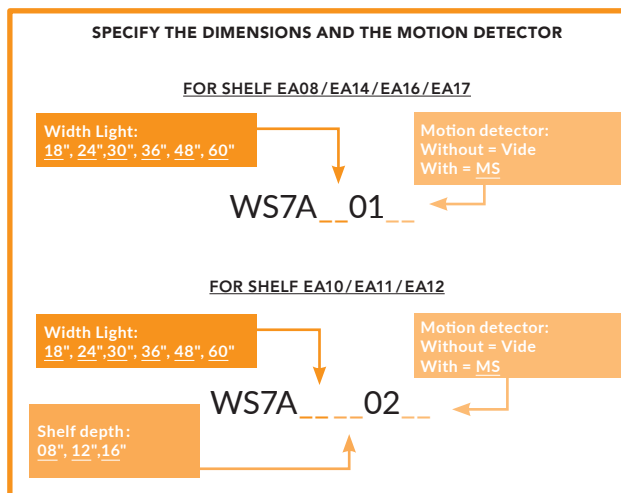 SPECIFY THE DIMENSIONS AND THE MOTION DETECTOR
FOR SHELF EA08/EA14/EA16/EA17
Width Light:
18", 24",30", 36", 48", 60"
Motion detector:
Without = Vide
With = MS
WS7A__01__
FOR SHELF EA10/EA11/EA12
Width Light:
18", 24",30", 36", 48", 60"
Motion detector:
Without = Vide
With = MS
WS7A____02__
Shelf depth:
08", 12",16"